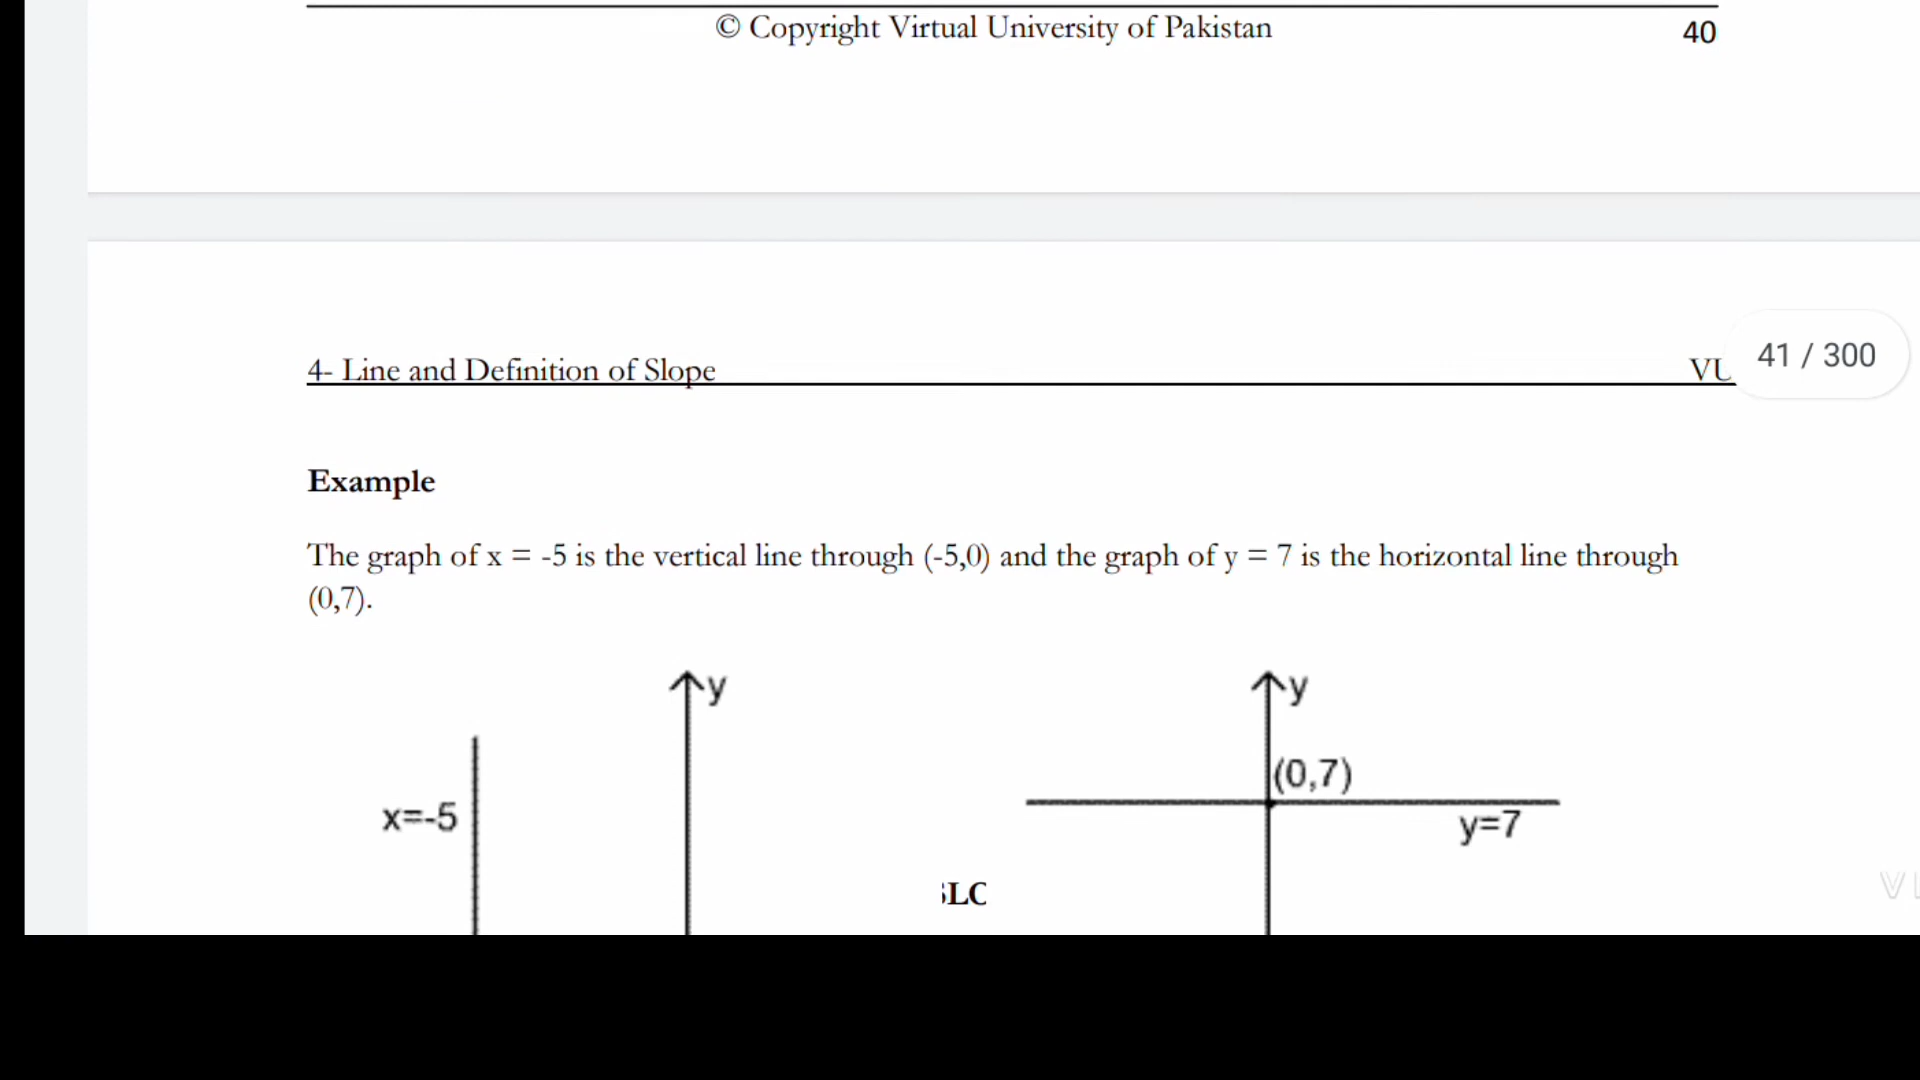 © Copyright Virtual University of Pakistan 40
41 / 300
4- Line and Definition of Slope VU
Example
The graph of x = -5 is the vertical line through (-5,0) and the graph of y = 7 is the horizontal line through
(0,7).
y y
(0,7)
x=-5 y=7